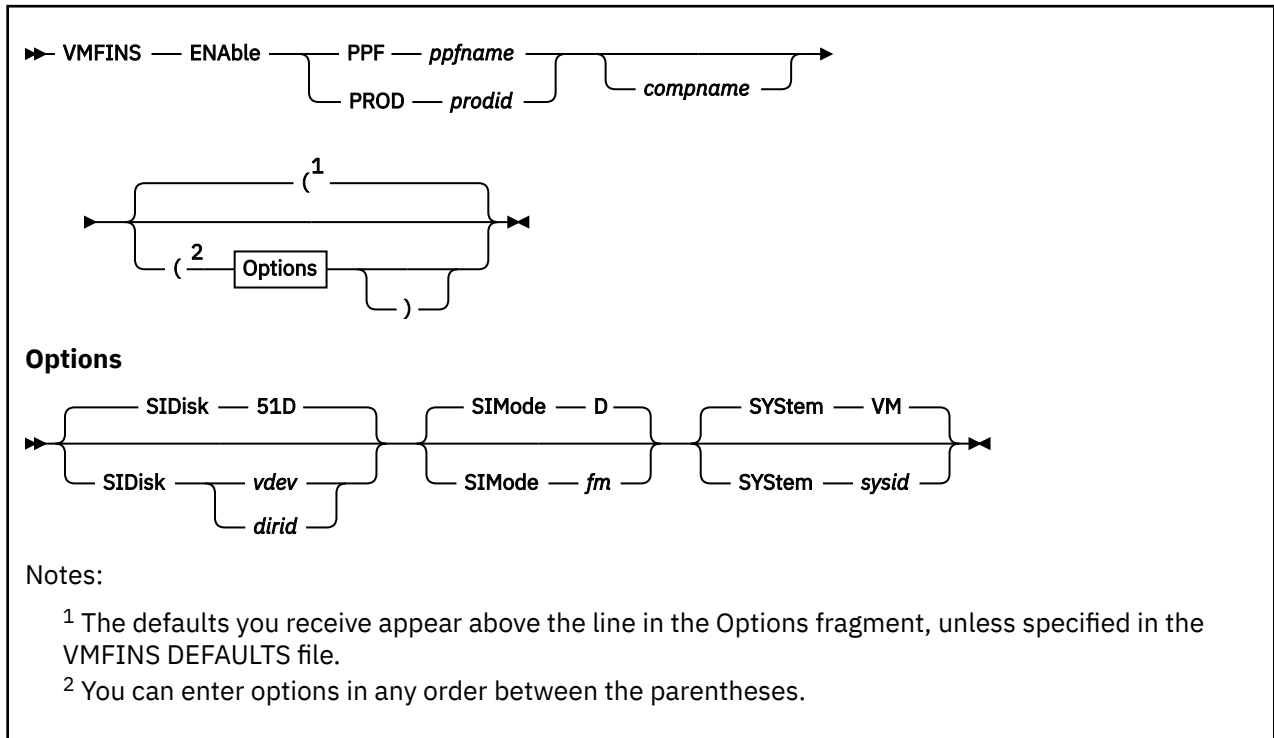 VMFINS ENAble PPF ppfname
PROD prodid
compname
( 1
( 2 Options
)
Options
SIDisk 51D SIMode D SYStem VM
SIDisk vdev SIMode fm SYStem sysid
dirid
Notes:
1 The defaults you receive appear above the line in the Options fragment, unless specified in the
VMFINS DEFAULTS file.
2 You can enter options in any order between the parentheses.